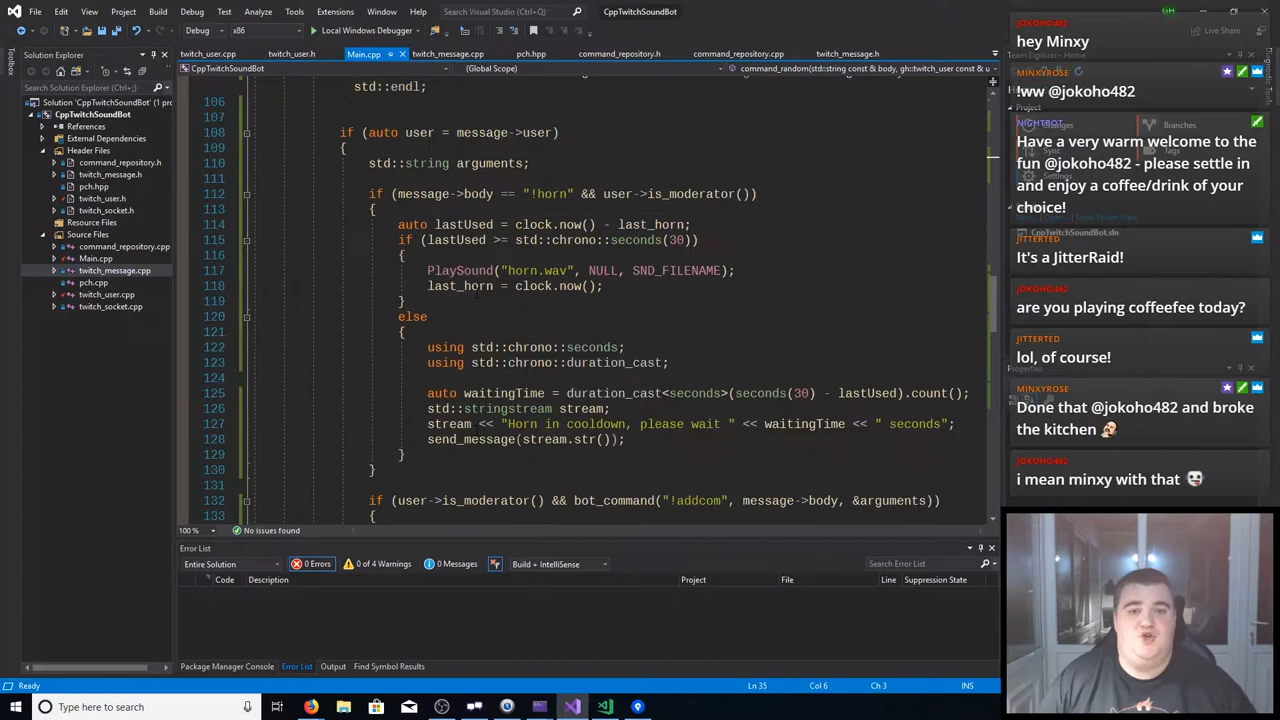 File Edit View Project Build Debug Test Analyze Tools Extensions Window Help Search Visual Studio (Ctrl+Q) CppTwitchSoundBot GH
Debug x86 Local Windows Debugger Live Share
Toolbox
Solution Explorer
Search Solution Explorer (Ctrl+;)
Solution 'CppTwitchSoundBot' (1 proj
CppTwitchSoundBot
References
External Dependencies
Header Files
command_repository.h
twitch_message.h
pch.hpp
twitch_user.h
twitch_socket.h
Resource Files
Source Files
command_repository.cpp
Main.cpp
twitch_message.cpp
pch.cpp
twitch_user.cpp
twitch_socket.cpp
twitch_user.cpp twitch_user.h Main.cpp twitch_message.cpp pch.hpp command_repository.h command_repository.cpp twitch_message.h
CppTwitchSoundBot (Global Scope) command_random(std::string const & body, gh::twitch_user const & u
std::endl;
106
107
108 if (auto user = message->user)
109 {
110 std::string arguments;
111
112 if (message->body == "!horn" && user->is_moderator())
113 {
114 auto lastUsed = clock.now() - last_horn;
115 if (lastUsed >= std::chrono::seconds(30))
116 {
117 PlaySound("horn.wav", NULL, SND_FILENAME);
118 last_horn = clock.now();
119 }
120 else
121 {
122 using std::chrono::seconds;
123 using std::chrono::duration_cast;
124
125 auto waitingTime = duration_cast<seconds>(seconds(30) - lastUsed).count();
126 std::stringstream stream;
127 stream << "Horn in cooldown, please wait " << waitingTime << " seconds";
128 send_message(stream.str());
129 }
130 }
131
132 if (user->is_moderator() && bot_command("!addcom", message->body, &arguments))
133 {
100 % No issues found
Error List
Entire Solution 0 Errors 0 of 4 Warnings 0 Messages Build + IntelliSense Search Error List
Code Description Project File Line Suppression State
Package Manager Console Error List Output Find Symbol Results
Ready Ln 35 Col 6 Ch 3 INS
Type here to search
Team Explorer - Home
Diagnostic Tools
Changes Branches
Sync Tags
Settings
CppTwitchSoundBot.sln
Properties
JOKOHO482
hey Minxy
MINXYROSE
!ww @jokoho482
NIGHTBOT
Have a very warm welcome to the
fun @jokoho482 - please settle in
and enjoy a coffee/drink of your
choice!
JITTERTED
It's a JitterRaid!
JOKOHO482
are you playing coffeefee today?
JITTERTED
lol, of course!
MINXYROSE
Done that @jokoho482 and broke
the kitchen
JOKOHO482
i mean minxy with that